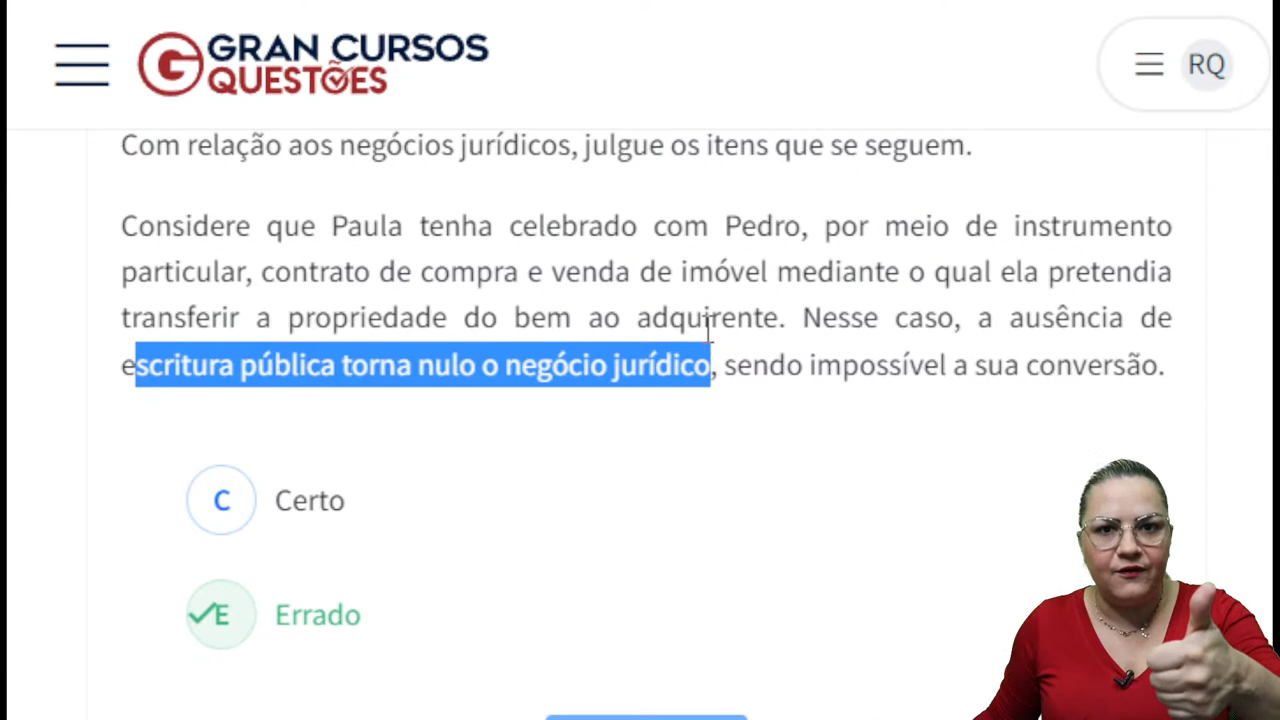 GRAN CURSOS
QUESTÕES
RQ
Com relação aos negócios jurídicos, julgue os itens que se seguem.
Considere que Paula tenha celebrado com Pedro, por meio de instrumento
particular, contrato de compra e venda de imóvel mediante o qual ela pretendia
transferir a propriedade do bem ao adquirente. Nesse caso, a ausência de
escritura pública torna nulo o negócio jurídico, sendo impossível a sua conversão.
C Certo
E Errado